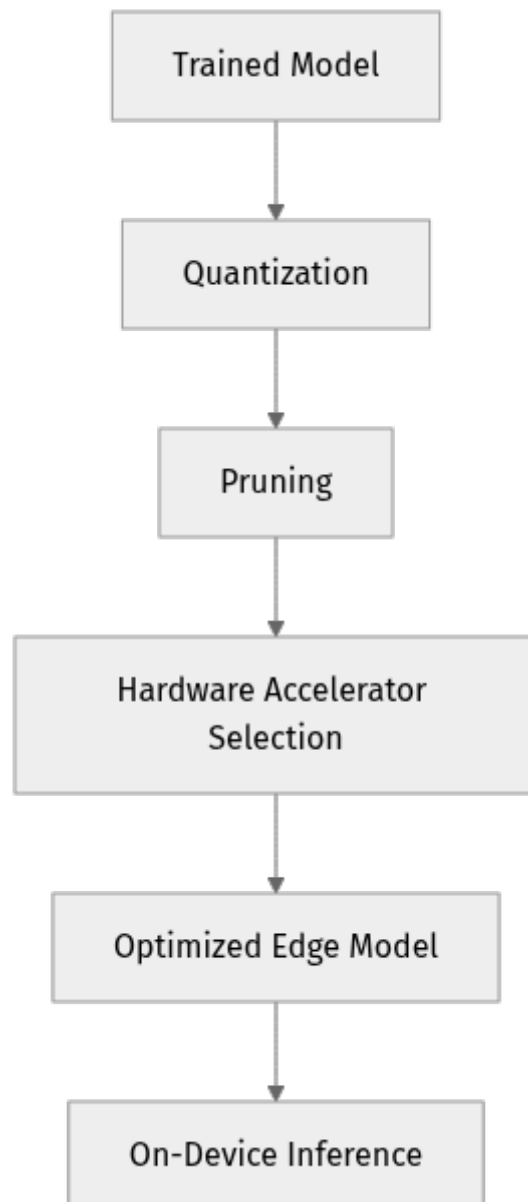 Trained Model
Quantization
Pruning
Hardware Accelerator
Selection
Optimized Edge Model
On-Device Inference